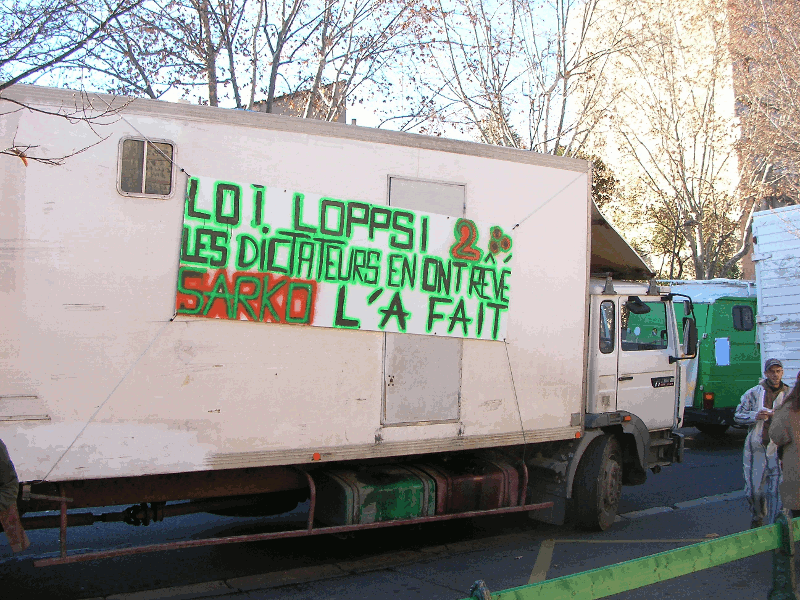 LOI LOPPSI 2
LES DICTATEURS EN ONT RÊVÉ
SARKO L'A FAIT